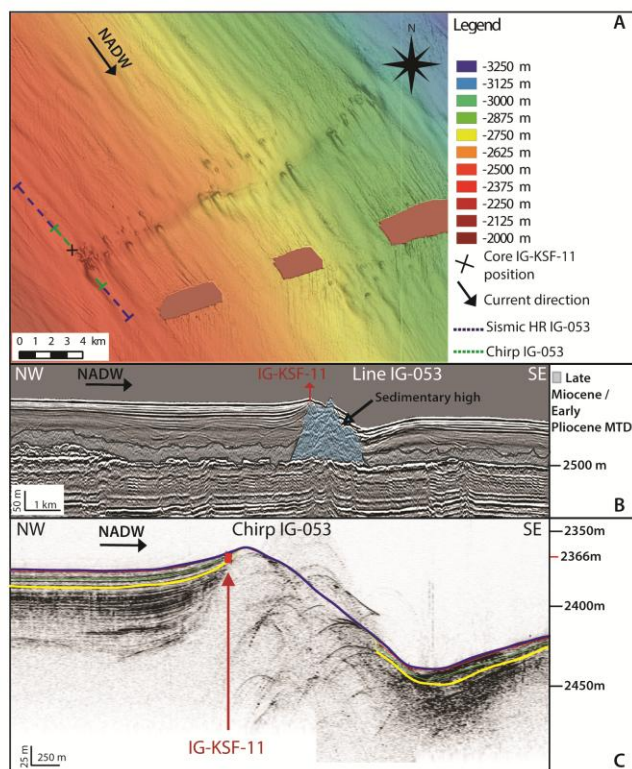 A
NADW
N
0 1 2 3 4 km
Legend
-3250 m
-3125 m
-3000 m
-2875 m
-2750 m
-2625 m
-2500 m
-2375 m
-2250 m
-2125 m
-2000 m
Core IG-KSF-11
position
Current direction
Sismic HR IG-053
Chirp IG-053
NW
NADW
IG-KSF-11
Line IG-053
SE
Sedimentary high
Late
Miocene /
Early
Pliocene MTD
2500 m
50 m
1 km
B
NW
NADW
Chirp IG-053
SE
2350m
2366m
2400m
2450m
IG-KSF-11
25 m
250 m
C